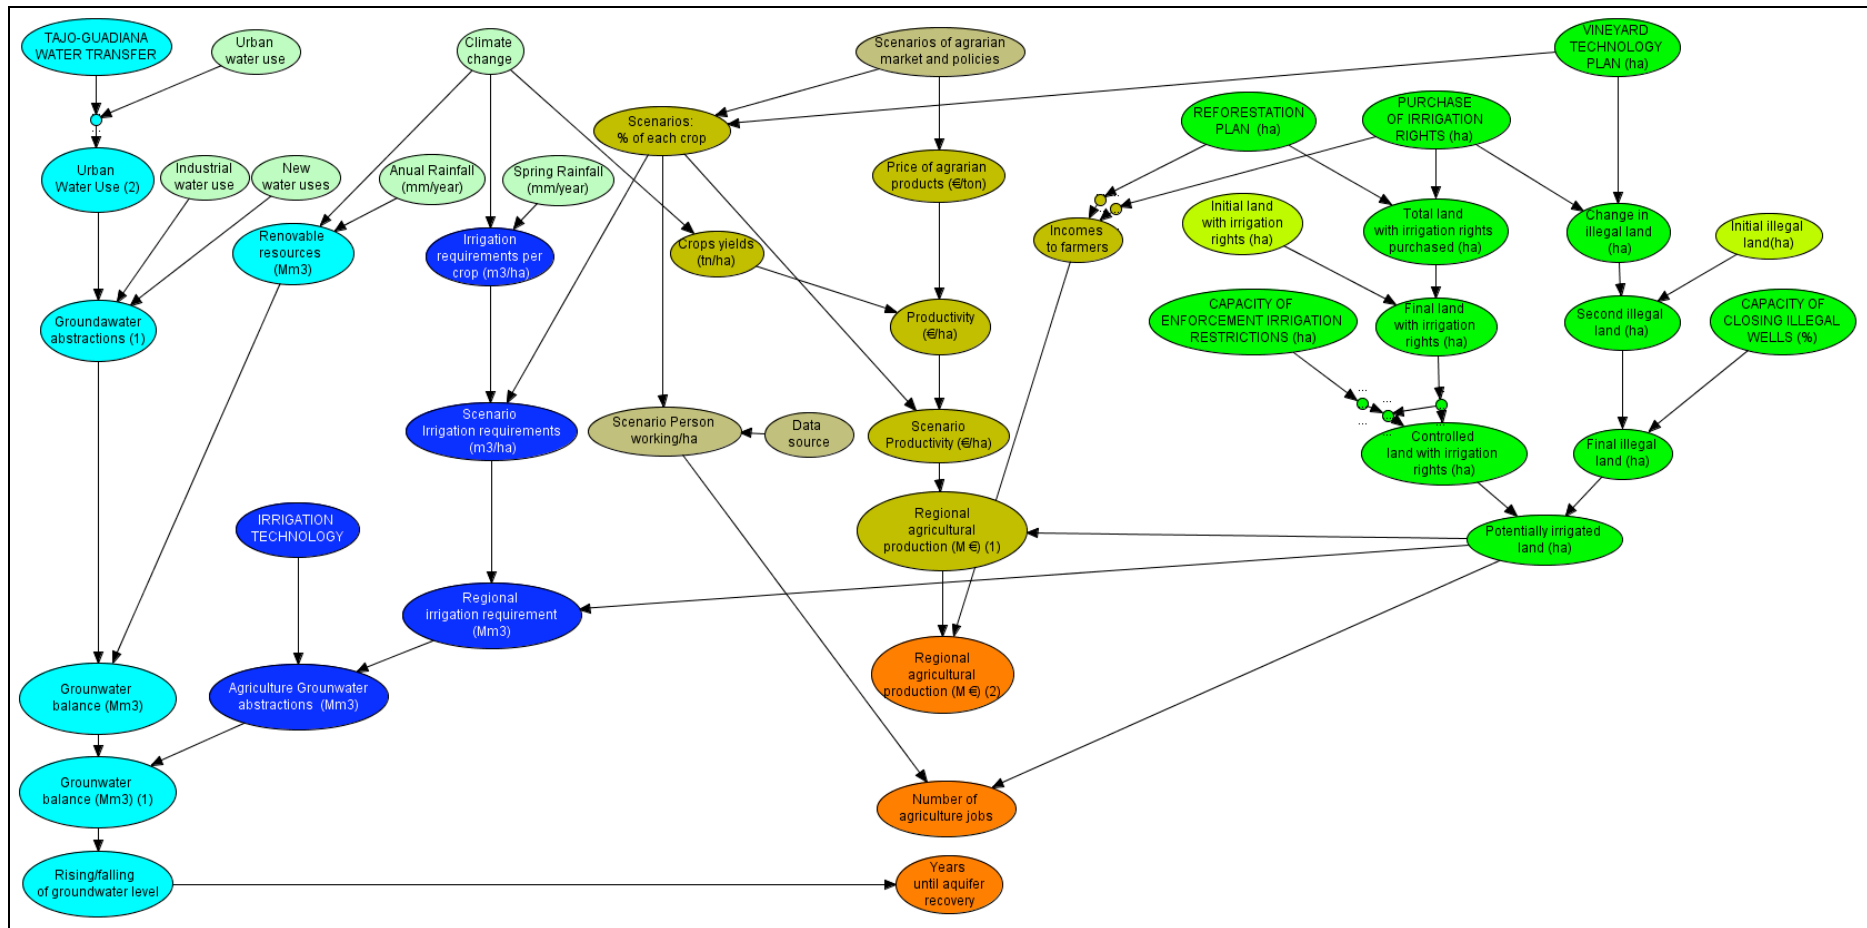 TAJO-GUADIANA
WATER TRANSFER
Urban
water use
Climate
change
Scenarios of agrarian
market and policies
VINEYARD
TECHNOLOGY
PLAN (ha)
Scenarios:
% of each crop
REFORESTATION
PLAN (ha)
PURCHASE
OF IRRIGATION
RIGHTS (ha)
Urban
Water Use (2)
Industrial
water use
New
water uses
Anual Rainfall
(mm/year)
Spring Rainfall
(mm/year)
Price of agrarian
products (€/ton)
Renovable
resources
(Mm3)
Irrigation
requirements per
crop (m3/ha)
Crops yields
(tn/ha)
Incomes
to farmers
Initial land
with irrigation
rights (ha)
Total land
with irrigation rights
purchased (ha)
Change in
illegal land
(ha)
Initial illegal
land(ha)
Groundawater
abstractions (1)
Productivity
(€/ha)
CAPACITY OF
ENFORCEMENT IRRIGATION
RESTRICTIONS (ha)
Final land
with irrigation
rights (ha)
Second illegal
land (ha)
CAPACITY OF
CLOSING ILLEGAL
WELLS (%)
Scenario
Irrigation requirements
(m3/ha)
Scenario Person
working/ha
Data
source
Scenario
Productivity (€/ha)
Controlled
land with irrigation
rights (ha)
Final illegal
land (ha)
IRRIGATION
TECHNOLOGY
Regional
agricultural
production (M €) (1)
Potentially irrigated
land (ha)
Regional
irrigation requirement
(Mm3)
Grounwater
balance (Mm3)
Agriculture Grounwater
abstractions (Mm3)
Regional
agricultural
production (M €) (2)
Grounwater
balance (Mm3) (1)
Number of
agriculture jobs
Rising/falling
of groundwater level
Years
until aquifer
recovery